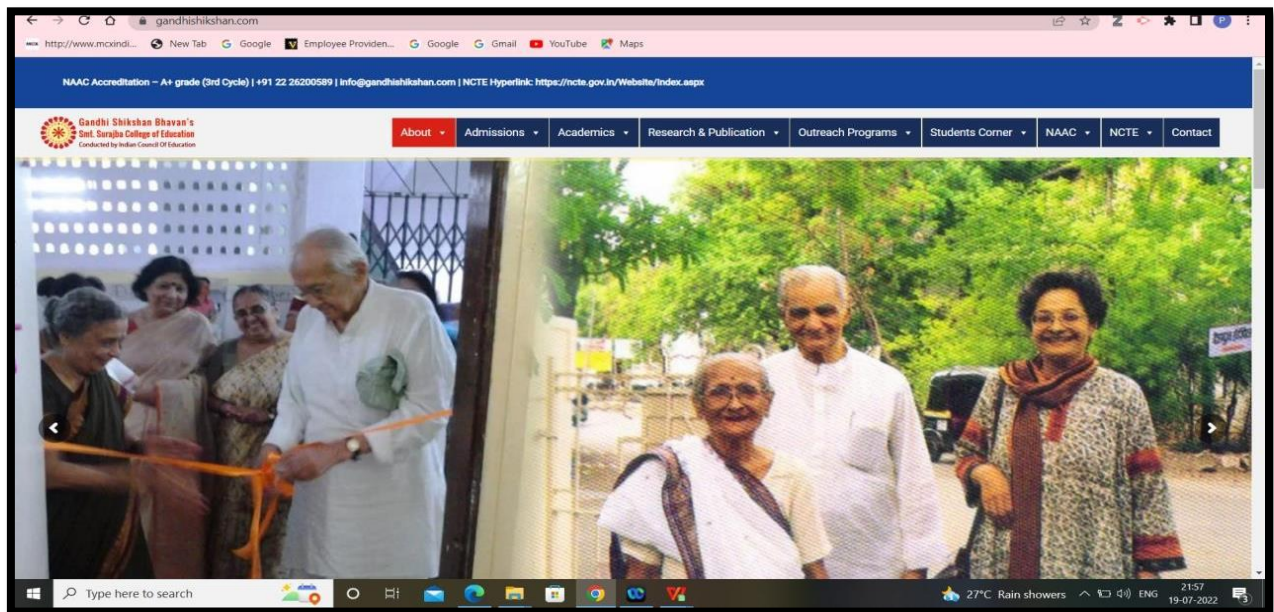 gandhishikshan.com
http://www.mcxindi... New Tab Google Employee Providen... Google Gmail YouTube Maps
NAAC Accreditation – A+ grade (3rd Cycle) | +91 22 26200589 | info@gandhishikshan.com | NCTE Hyperlink: https://ncte.gov.in/Website/Index.aspx
Gandhi Shikshan Bhavan's
Smt. Surajba College of Education
Conducted by Indian Council Of Education
About Admissions Academics Research & Publication Outreach Programs Students Corner NAAC NCTE Contact
Type here to search
27°C Rain showers ENG
21:57
19-07-2022
3